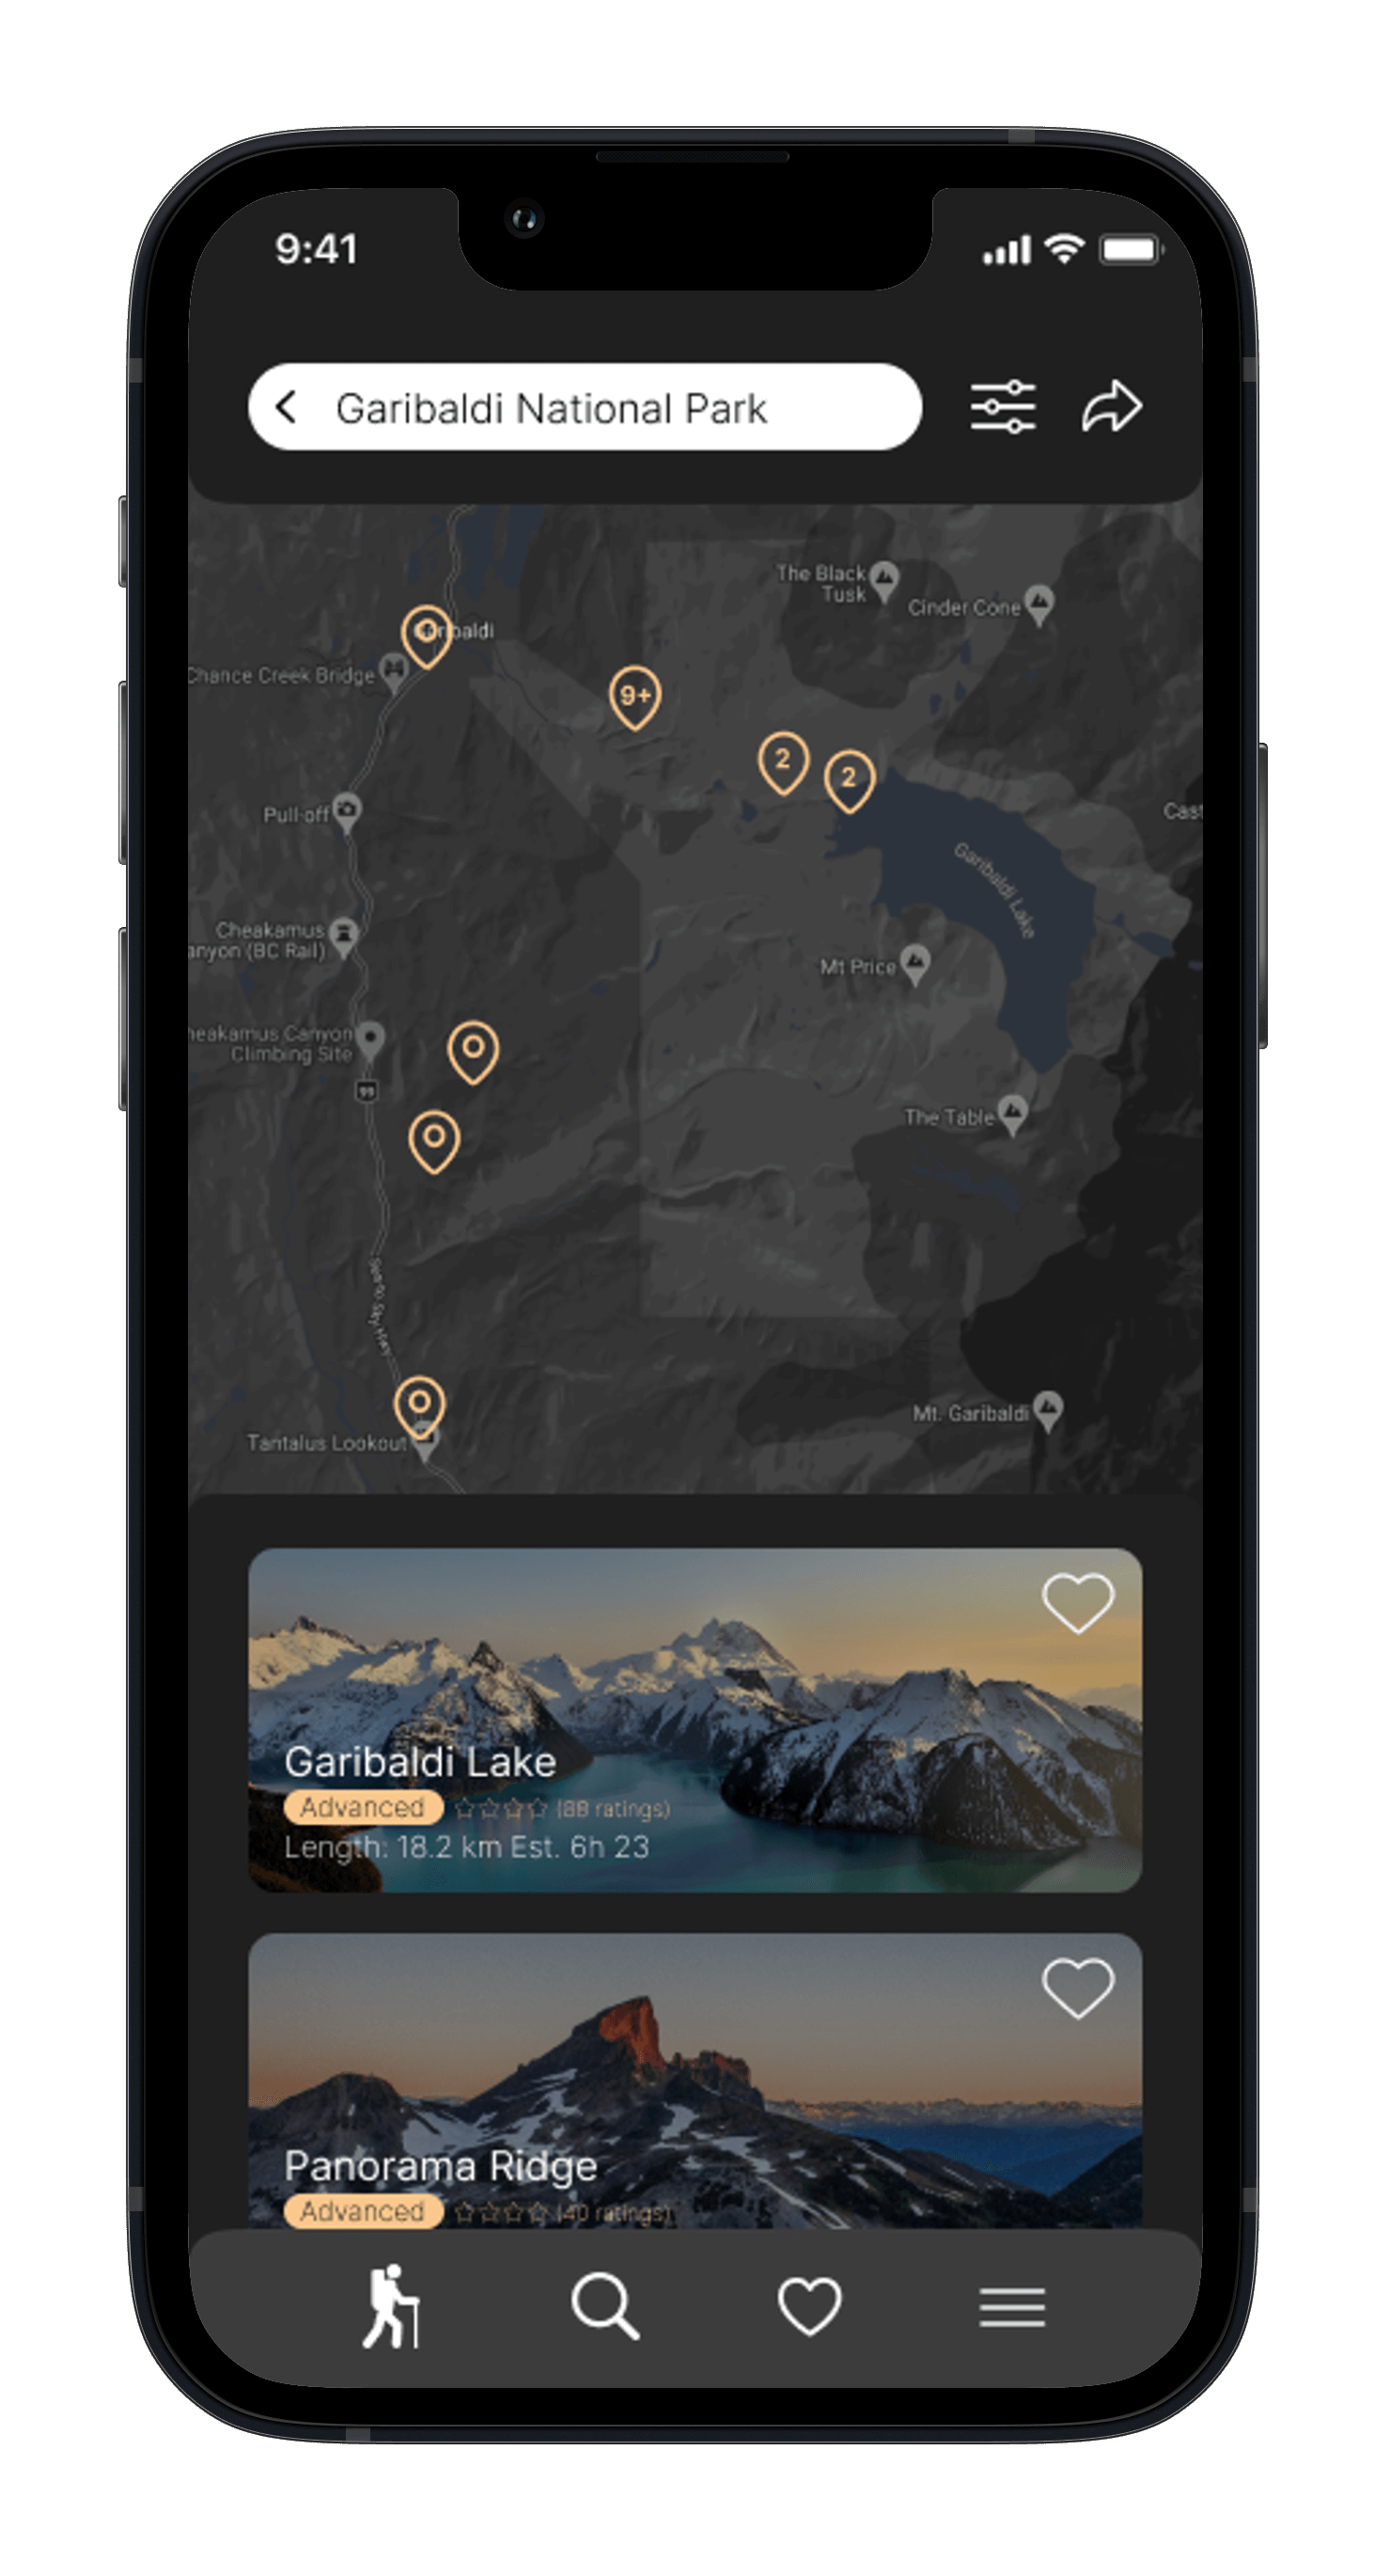 9:41
Garibaldi National Park
The Black
Tusk
Cinder Cone
Garibaldi
Chance Creek Bridge
9+
2
2
Pull-off
Cast
Garibaldi Lake
Cheakamus
anyon (BC Rail)
Mt Price
heakamus Canyon
Climbing Site
99
The Table
Sea to Sky Hwy
Mt. Garibaldi
Tantalus Lookout
Garibaldi Lake
Advanced (88 ratings)
Length: 18.2 km Est. 6h 23
Panorama Ridge
Advanced (40 ratings)